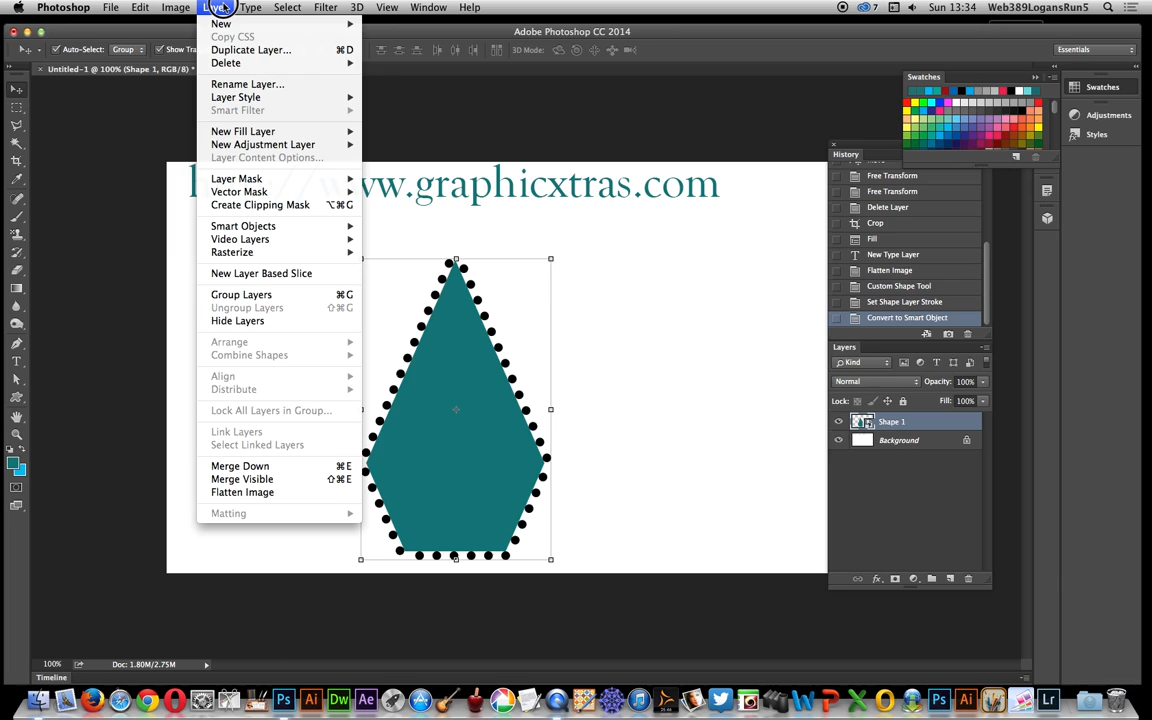 Photoshop File Edit Image Layer Type Select Filter 3D View Window Help
7 Sun 13:34 Web389LogansRun5
Adobe Photoshop CC 2014
Auto-Select: Group Show Tra
3D Mode:
Essentials
Untitled-1 @ 100% (Shape 1, RGB/8) *
New
Copy CSS
Duplicate Layer... ⌘D
Delete
Rename Layer...
Layer Style
Smart Filter
New Fill Layer
New Adjustment Layer
Layer Content Options...
Layer Mask
Vector Mask
Create Clipping Mask ⌥⌘G
Smart Objects
Video Layers
Rasterize
New Layer Based Slice
Group Layers ⌘G
Ungroup Layers ⇧⌘G
Hide Layers
Arrange
Combine Shapes
Align
Distribute
Lock All Layers in Group...
Link Layers
Select Linked Layers
Merge Down ⌘E
Merge Visible ⇧⌘E
Flatten Image
Matting
www.graphicxtras.com
Swatches
Swatches
Adjustments
Styles
History
Free Transform
Free Transform
Delete Layer
Crop
Fill
New Type Layer
Flatten Image
Custom Shape Tool
Set Shape Layer Stroke
Convert to Smart Object
Layers
Kind
Normal Opacity: 100%
Lock: Fill: 100%
Shape 1
Background
100% Doc: 1.80M/2.75M
Timeline